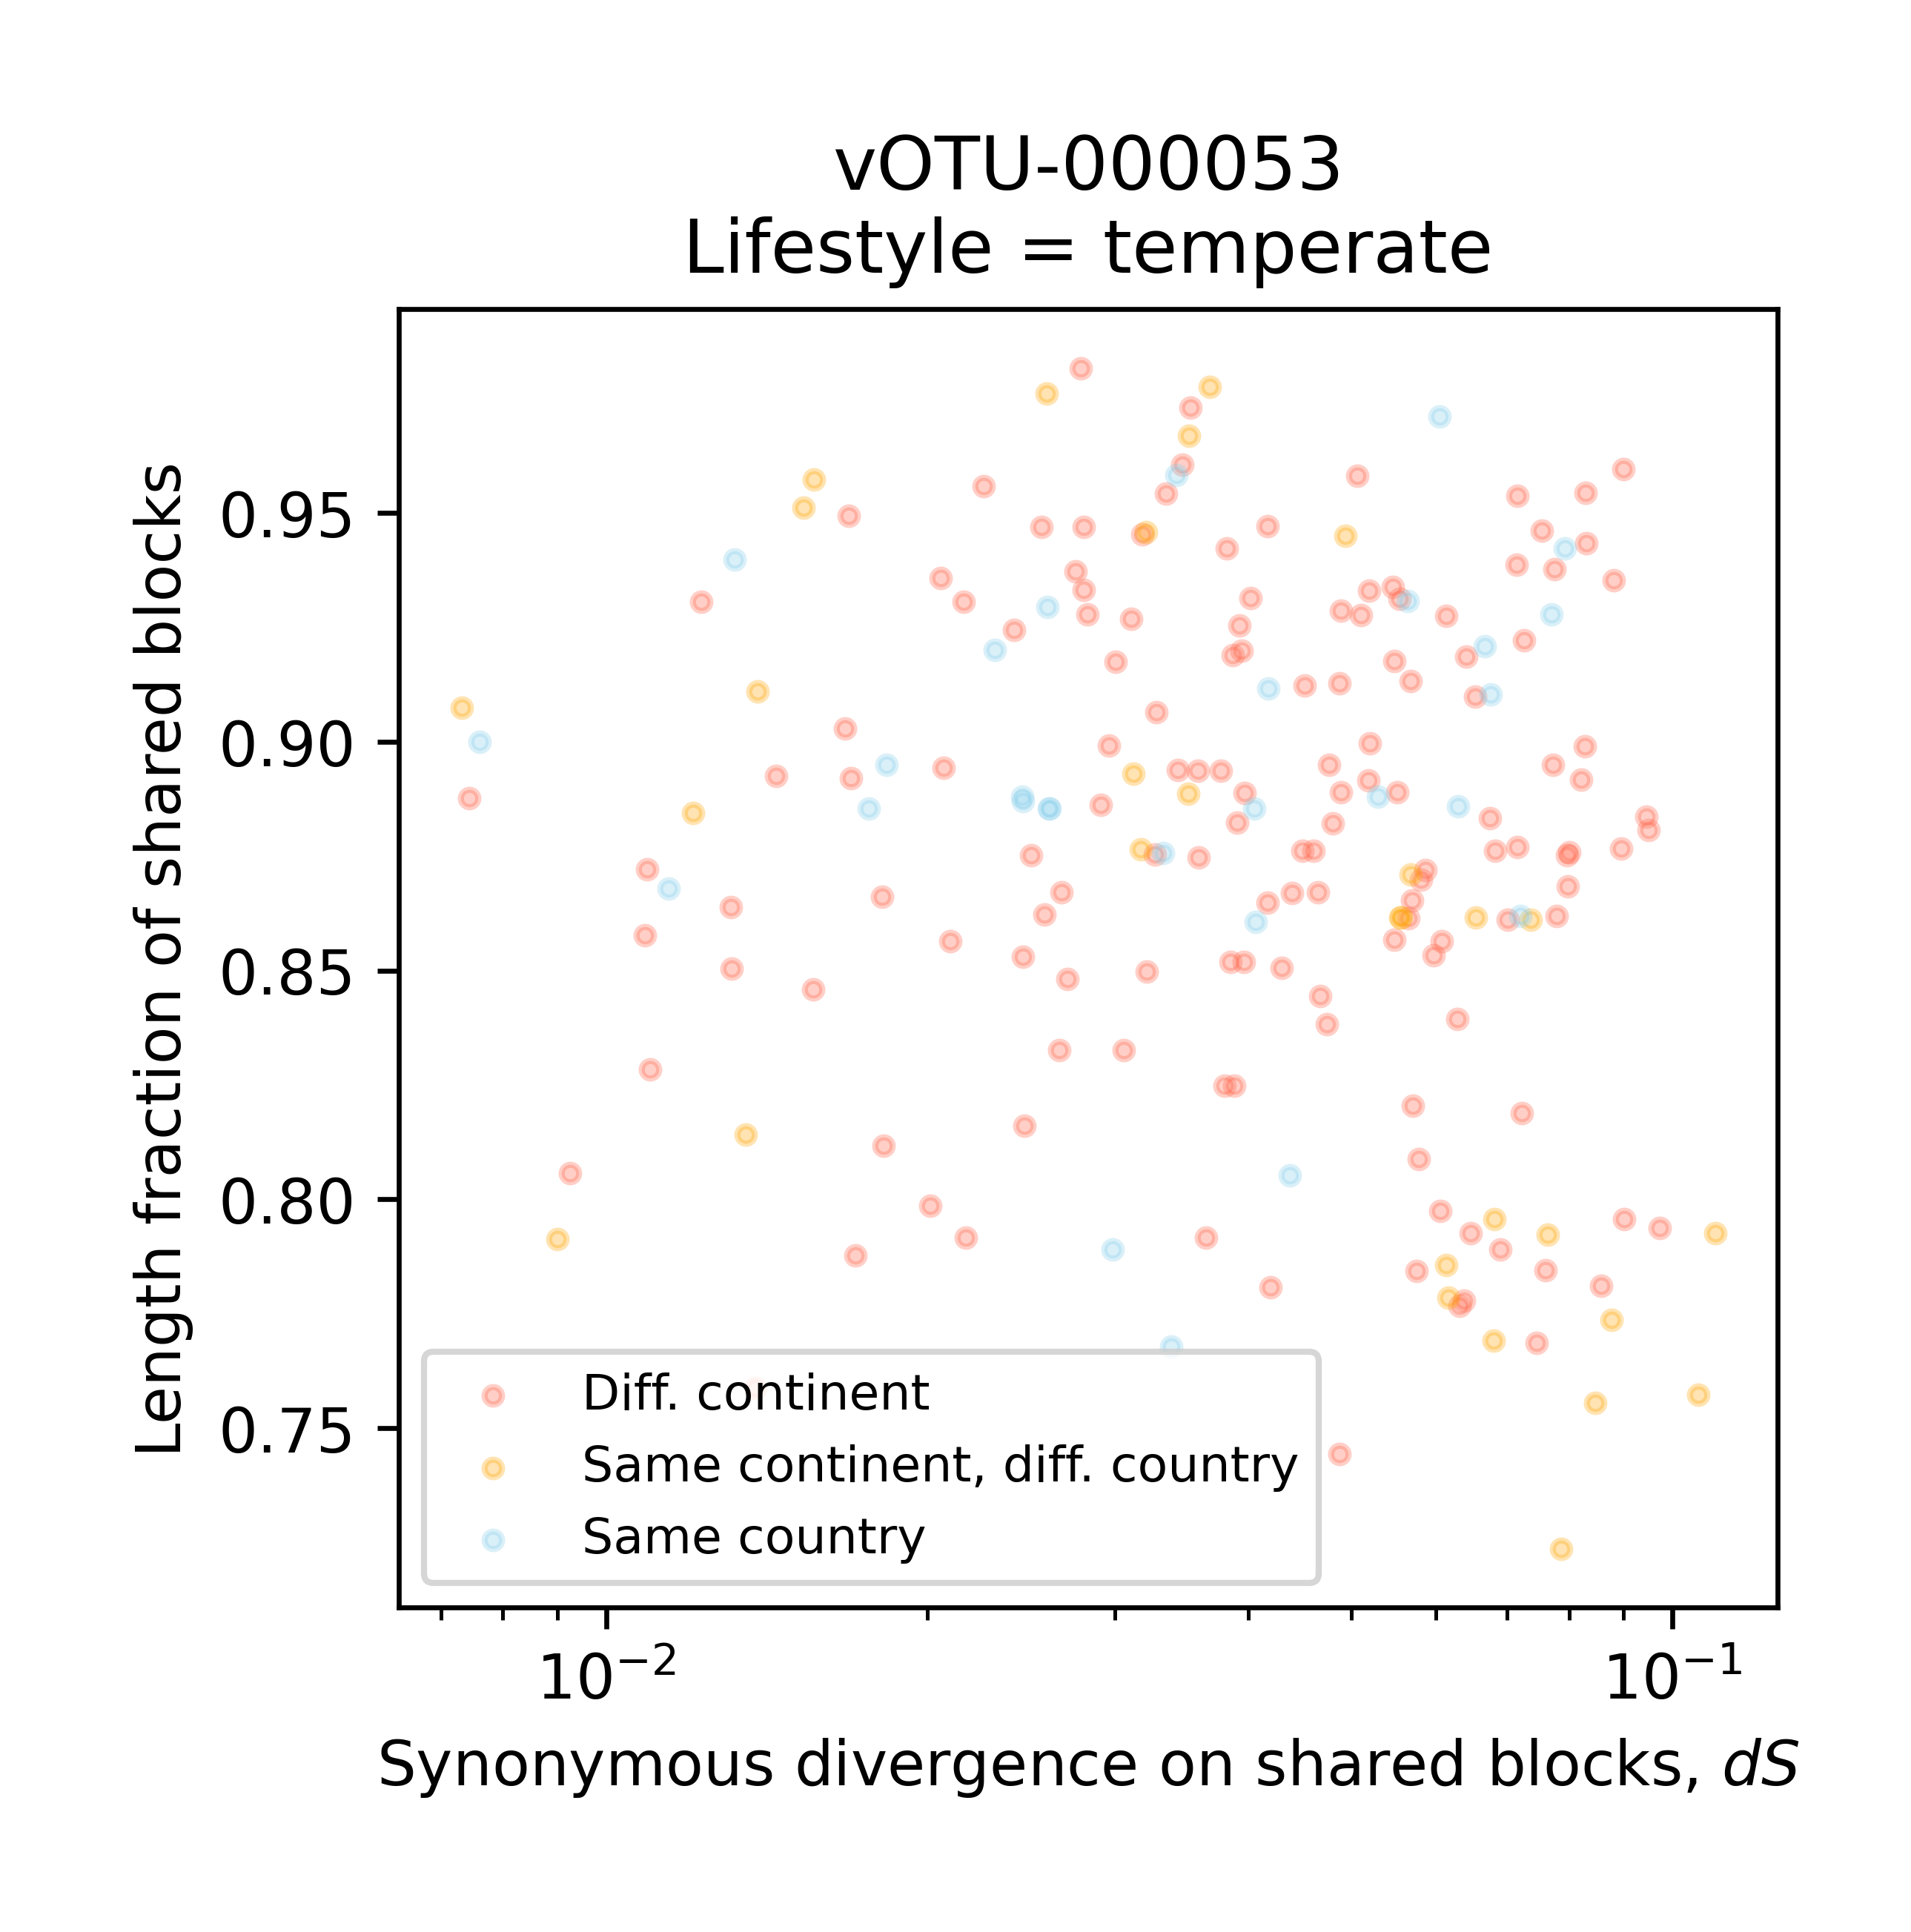 vOTU-000053
Lifestyle = temperate
Length fraction of shared blocks
0.95
0.90
0.85
0.80
0.75
Diff. continent
Same continent, diff. country
Same country
10⁻² 10⁻¹
Synonymous divergence on shared blocks, dS